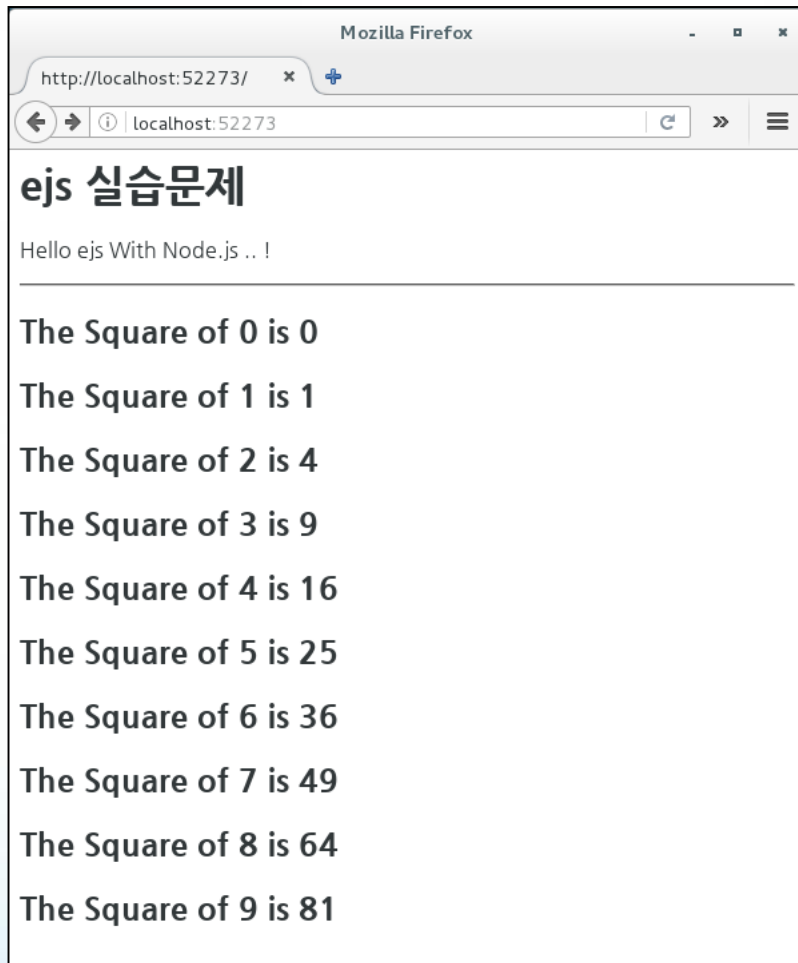 Mozilla Firefox
http://localhost:52273/
localhost:52273
ejs 실습문제
Hello ejs With Node.js .. !
The Square of 0 is 0
The Square of 1 is 1
The Square of 2 is 4
The Square of 3 is 9
The Square of 4 is 16
The Square of 5 is 25
The Square of 6 is 36
The Square of 7 is 49
The Square of 8 is 64
The Square of 9 is 81